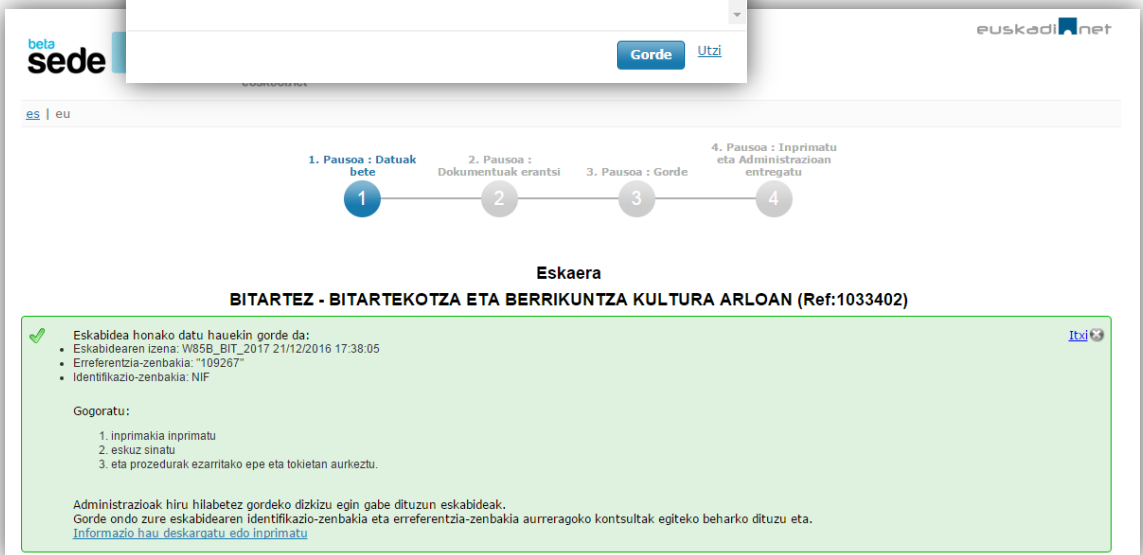 Gorde Utzi
euskadi.net
beta
sede
es | eu
1. Pausoa : Datuak
bete
2. Pausoa :
Dokumentuak erantsi
3. Pausoa : Gorde
4. Pausoa : Inprimatu
eta Administrazioan
entregatu
1
2
3
4
Eskaera
BITARTEZ - BITARTEKOTZA ETA BERRIKUNTZA KULTURA ARLOAN (Ref:1033402)
Eskabidea honako datu hauekin gorde da:
Itxi
• Eskabidearen izena: W85B_BIT_2017 21/12/2016 17:38:05
• Erreferentzia-zenbakia: "109267"
• Identifikazio-zenbakia: NIF
Gogoratu:
1. inprimakia inprimatu
2. eskuz sinatu
3. eta prozedurak ezarritako epe eta tokietan aurkeztu.
Administrazioak hiru hilabetez gordeko dizkizu egin gabe dituzun eskabideak.
Gorde ondo zure eskabidearen identifikazio-zenbakia eta erreferentzia-zenbakia aurreragoko kontsultak egiteko beharko dituzu eta.
Informazio hau deskargatu edo inprimatu